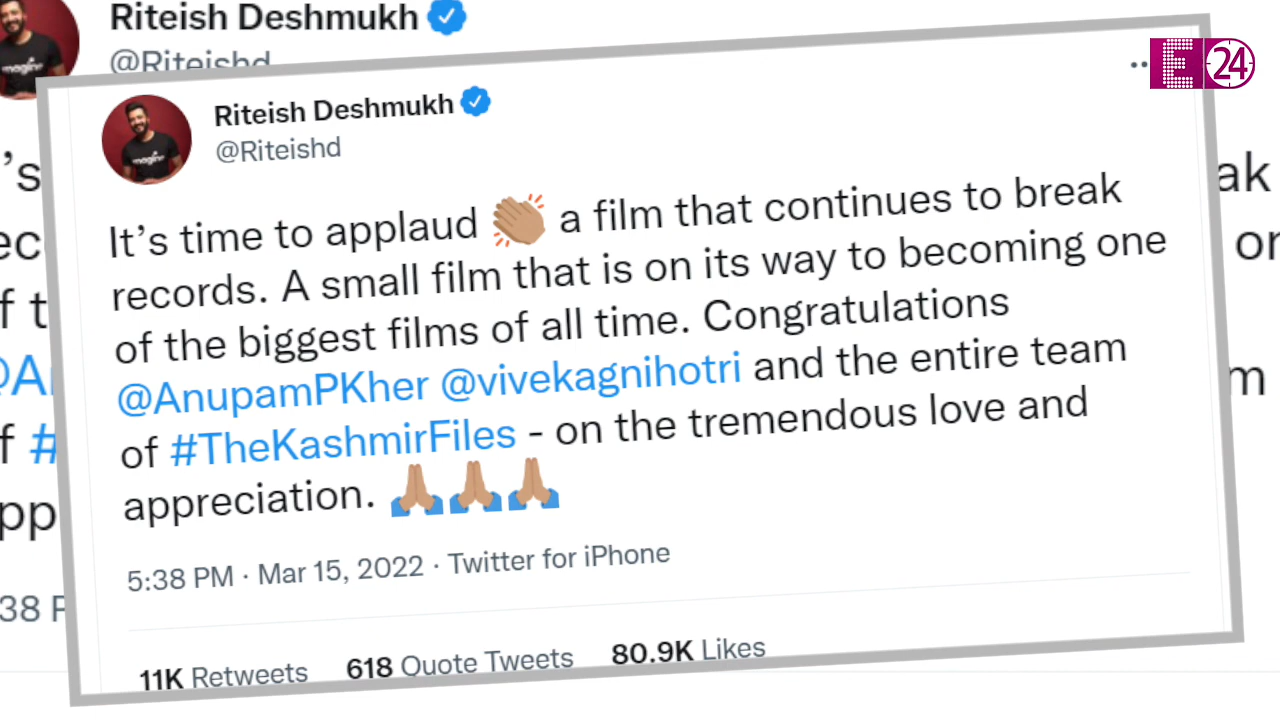 Riteish Deshmukh
@Riteishd
E24
Riteish Deshmukh
@Riteishd
It's time to applaud 👏🏽 a film that continues to break
records. A small film that is on its way to becoming one
of the biggest films of all time. Congratulations
@AnupamPKher @vivekagnihotri and the entire team
of #TheKashmirFiles - on the tremendous love and
appreciation. 🙏🏽🙏🏽🙏🏽
5:38 PM · Mar 15, 2022 · Twitter for iPhone
11K Retweets 618 Quote Tweets 80.9K Likes